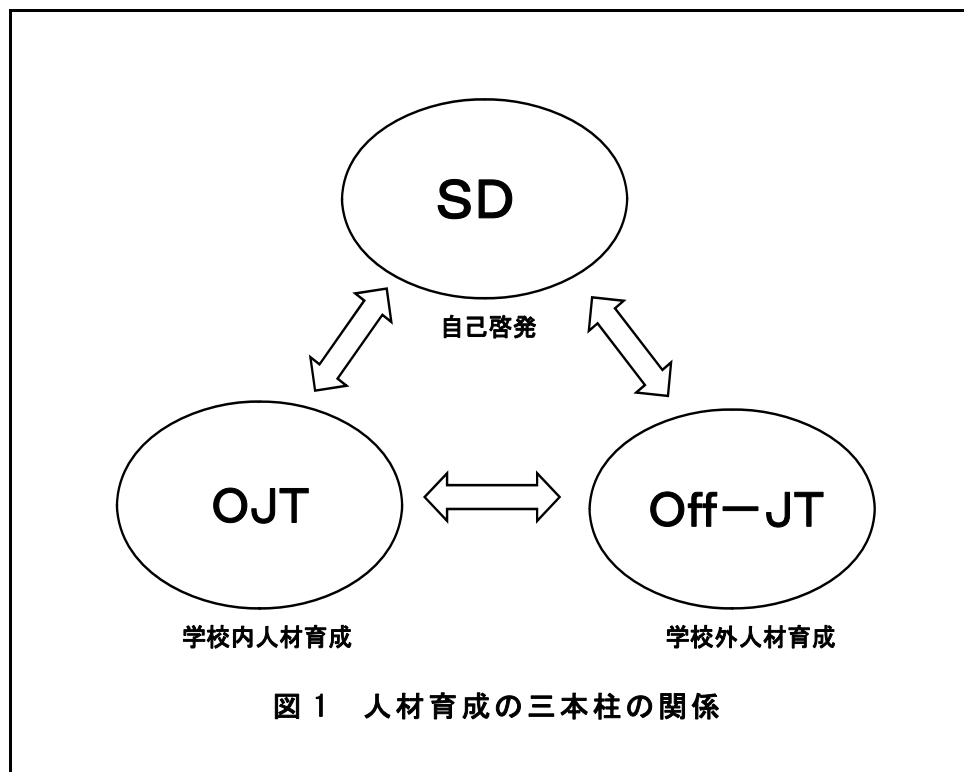 SD
自己啓発
OJT
Off－JT
学校内人材育成
学校外人材育成
図1　人材育成の三本柱の関係